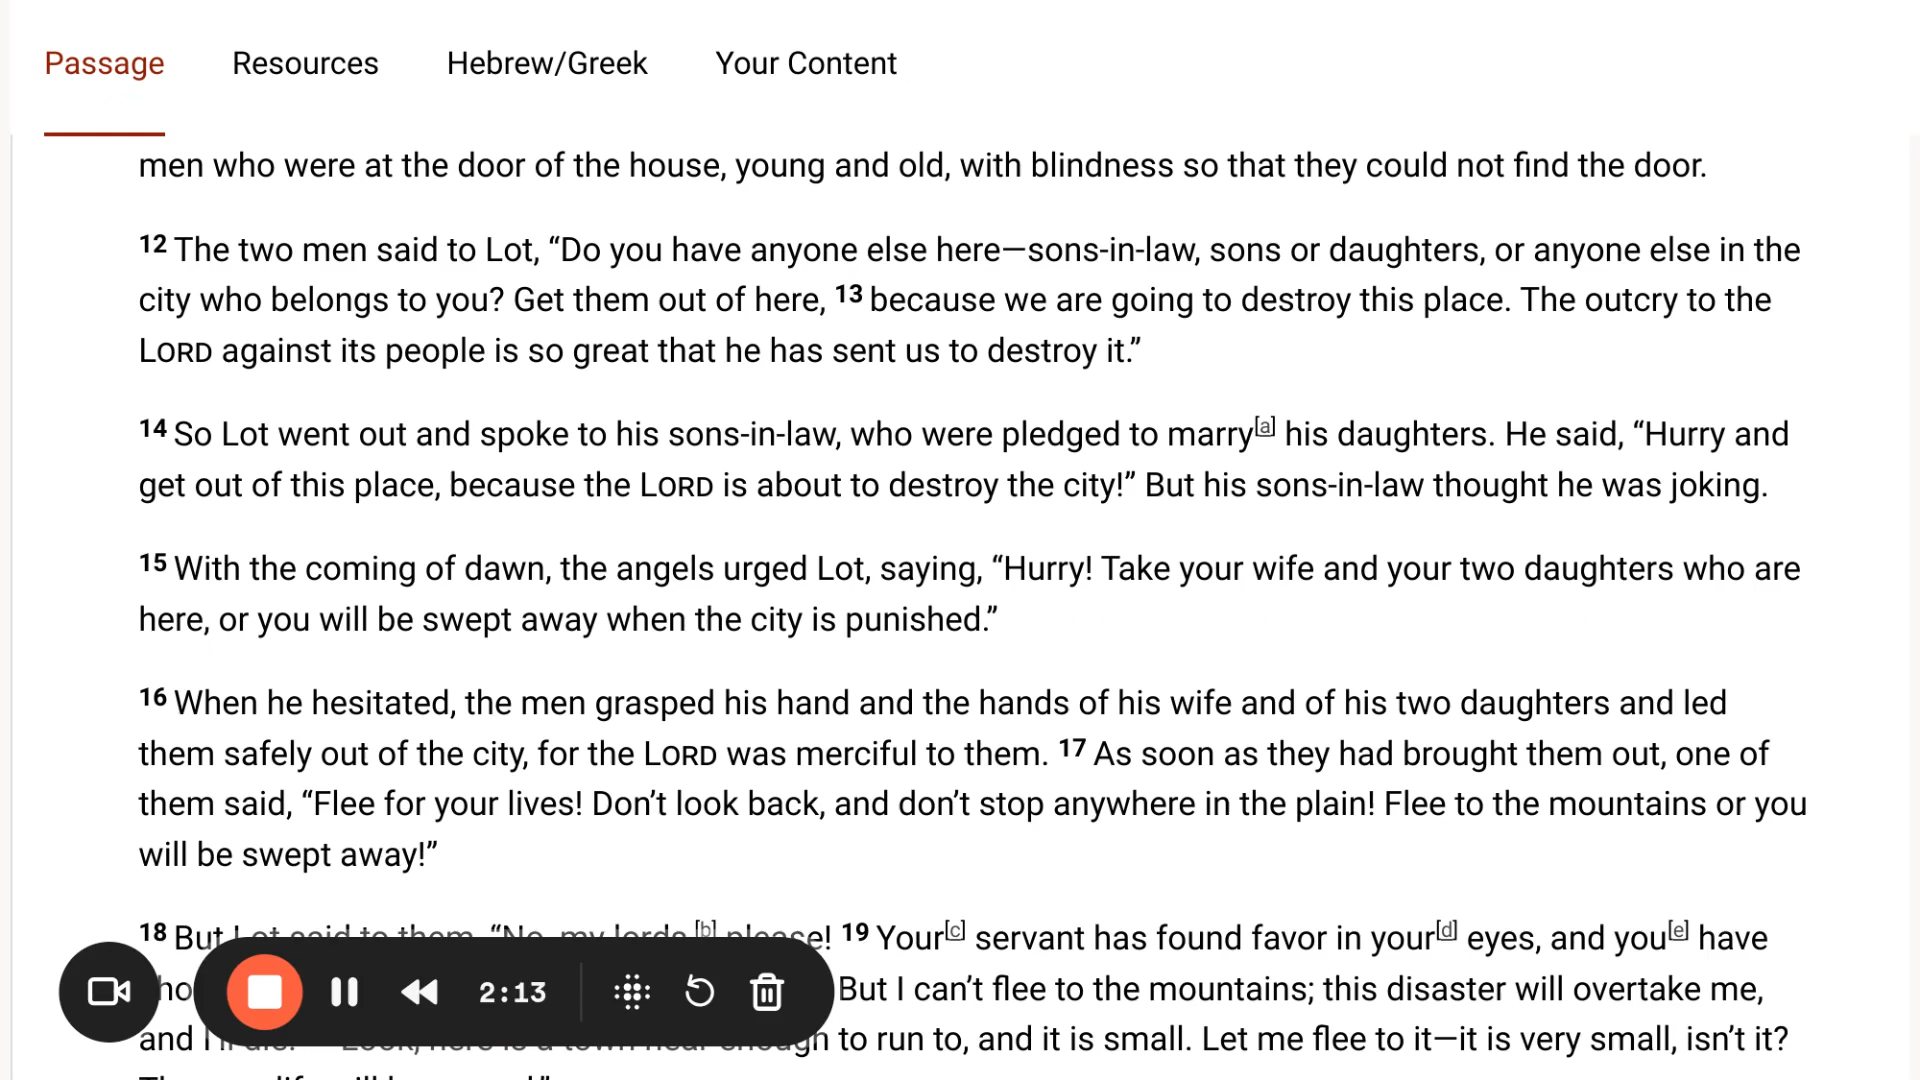 Passage Resources Hebrew/Greek Your Content
men who were at the door of the house, young and old, with blindness so that they could not find the door.
12 The two men said to Lot, “Do you have anyone else here—sons-in-law, sons or daughters, or anyone else in the
city who belongs to you? Get them out of here, 13 because we are going to destroy this place. The outcry to the
LORD against its people is so great that he has sent us to destroy it.”
14 So Lot went out and spoke to his sons-in-law, who were pledged to marry[a] his daughters. He said, “Hurry and
get out of this place, because the LORD is about to destroy the city!” But his sons-in-law thought he was joking.
15 With the coming of dawn, the angels urged Lot, saying, “Hurry! Take your wife and your two daughters who are
here, or you will be swept away when the city is punished.”
16 When he hesitated, the men grasped his hand and the hands of his wife and of his two daughters and led
them safely out of the city, for the LORD was merciful to them. 17 As soon as they had brought them out, one of
them said, “Flee for your lives! Don’t look back, and don’t stop anywhere in the plain! Flee to the mountains or you
will be swept away!”
18 But Lot said to them, “No, my lords,[b] please! 19 Your[c] servant has found favor in your[d] eyes, and you[e] have
But I can’t flee to the mountains; this disaster will overtake me,
2:13
and to run to, and it is small. Let me flee to it—it is very small, isn’t it?